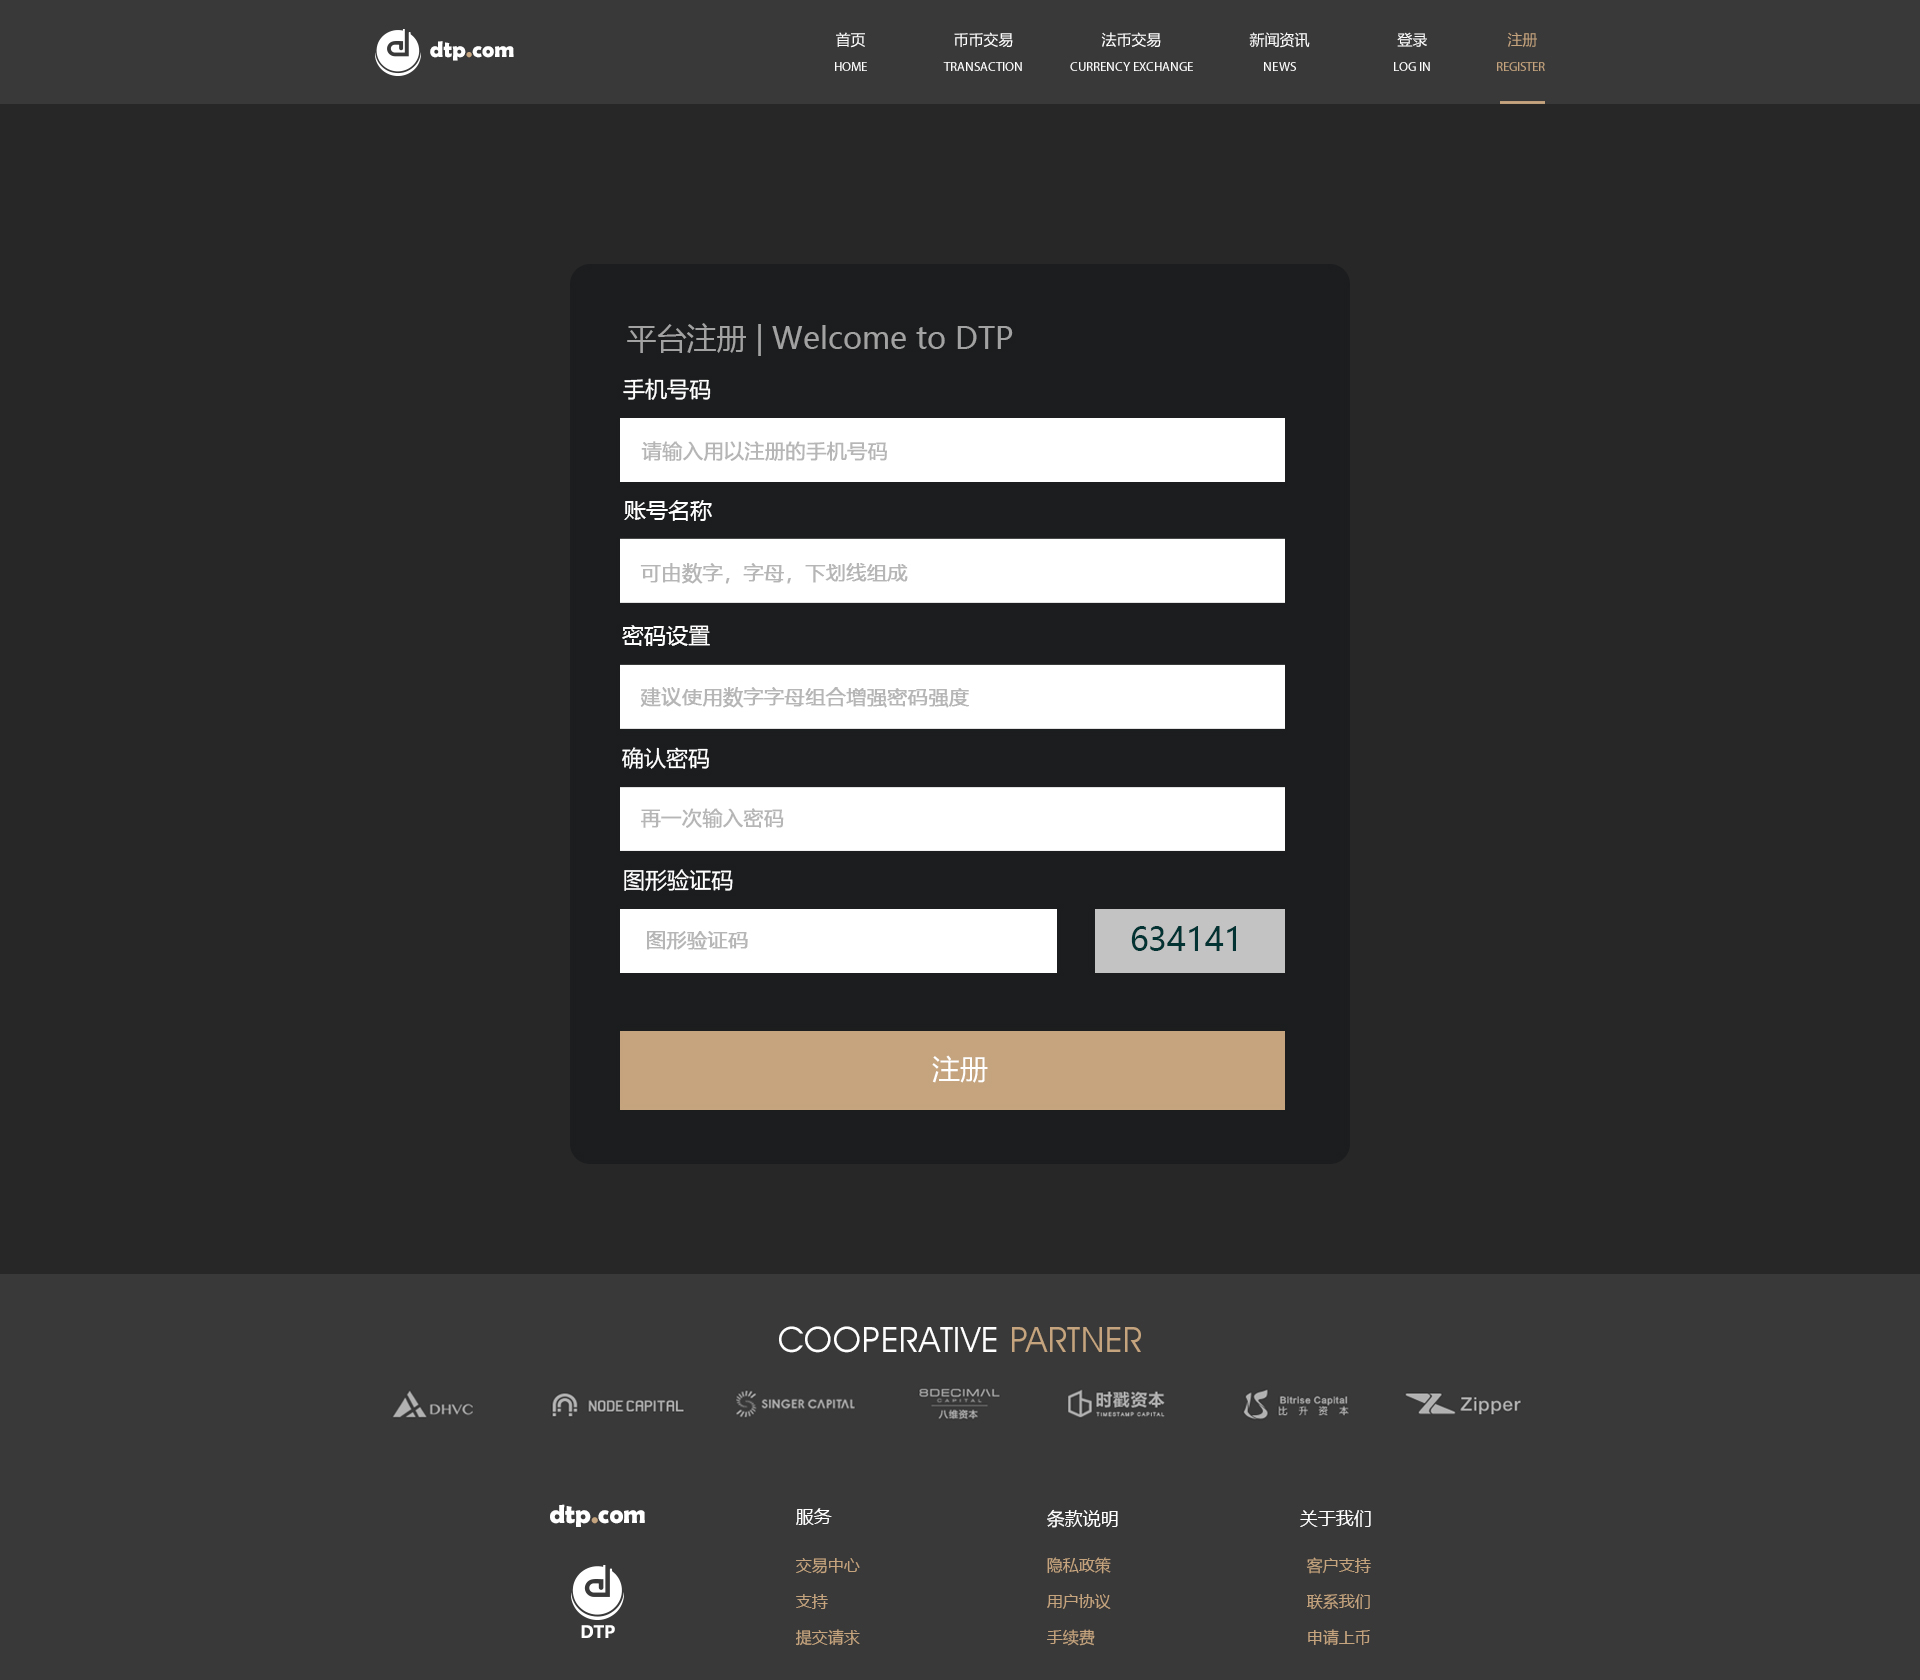 dtp.com
首页 币币交易 法币交易 新闻资讯 登录 注册
HOME TRANSACTION CURRENCY EXCHANGE NEWS LOG IN REGISTER
平台注册 | Welcome to DTP
手机号码
请输入用以注册的手机号码
账号名称
可由数字，字母，下划线组成
密码设置
建议使用数字字母组合增强密码强度
确认密码
再一次输入密码
图形验证码
图形验证码 634141
注册
COOPERATIVE PARTNER
DHVC
NODE CAPITAL
SINGER CAPITAL
8DECIMAL
CAPITAL
八维资本
时戳资本
TIMESTAMP CAPITAL
Bitrise Capital
比升资本
Zipper
dtp.com
DTP
服务
交易中心
支持
提交请求
条款说明
隐私政策
用户协议
手续费
关于我们
客户支持
联系我们
申请上币